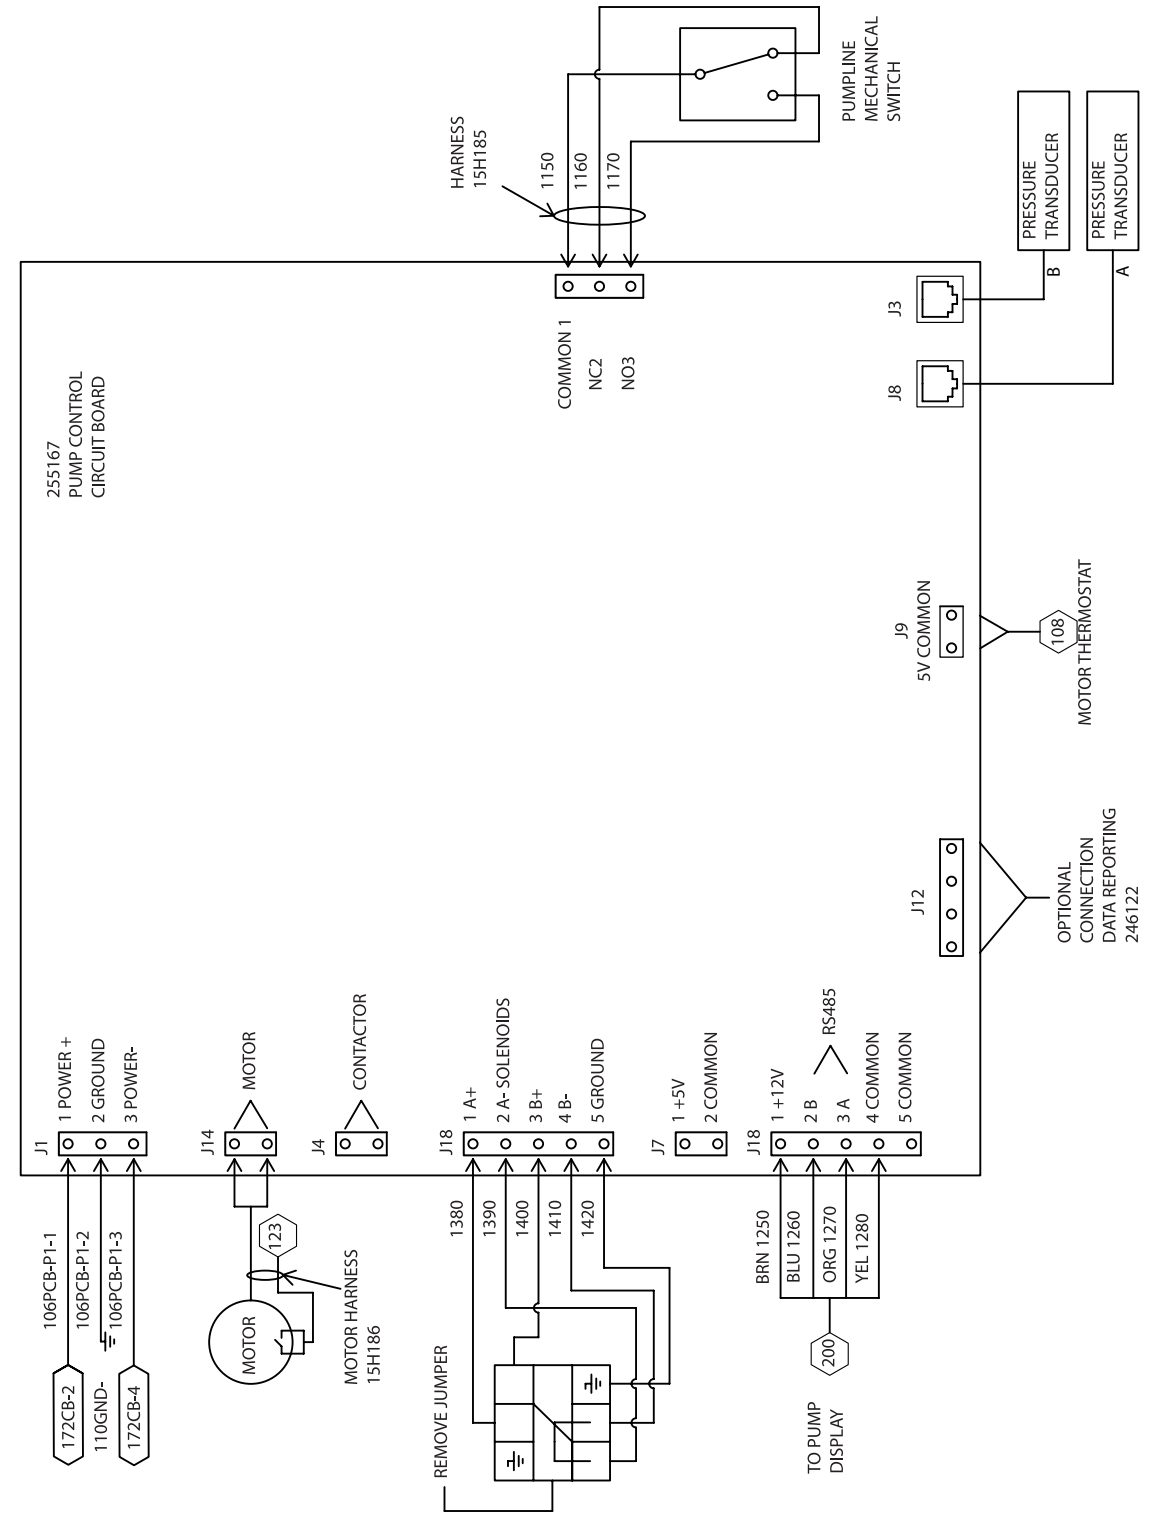 255167
PUMP CONTROL
CIRCUIT BOARD
J1
1 POWER +
2 GROUND
3 POWER-
106PCB-P1-1
106PCB-P1-2
106PCB-P1-3
172CB-2
110GND-
172CB-4
J14
MOTOR
MOTOR
123
MOTOR HARNESS
15H186
J4
CONTACTOR
J18
1 A+
2 A- SOLENOIDS
3 B+
4 B-
5 GROUND
1380
1390
1400
1410
1420
REMOVE JUMPER
J7
1 +5V
2 COMMON
J18
1 +12V
2 B
3 A
RS485
4 COMMON
5 COMMON
BRN 1250
BLU 1260
ORG 1270
YEL 1280
200
TO PUMP
DISPLAY
J12
OPTIONAL
CONNECTION
DATA REPORTING
246122
J9
5V COMMON
108
MOTOR THERMOSTAT
J8
J3
B
A
PRESSURE
TRANSDUCER
PRESSURE
TRANSDUCER
COMMON 1
NC2
NO3
HARNESS
15H185
1150
1160
1170
PUMPLINE
MECHANICAL
SWITCH